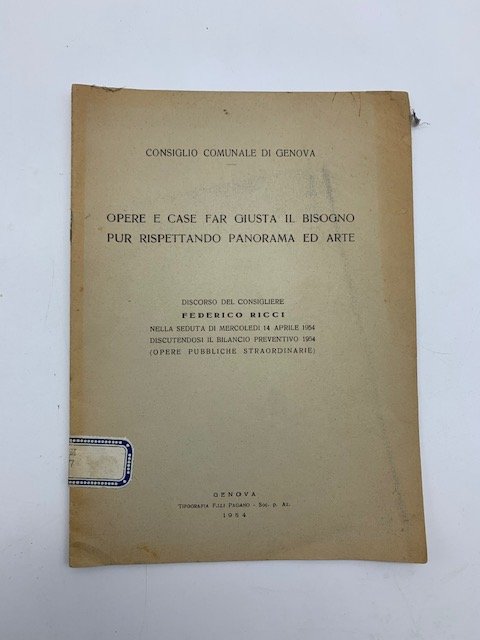 CONSIGLIO COMUNALE DI GENOVA
OPERE E CASE FAR GIUSTA IL BISOGNO
PUR RISPETTANDO PANORAMA ED ARTE
DISCORSO DEL CONSIGLIERE
FEDERICO RICCI
NELLA SEDUTA DI MERCOLEDI 14 APRILE 1954
DISCUTENDOSI IL BILANCIO PREVENTIVO 1954
(OPERE PUBBLICHE STRAORDINARIE)
GENOVA
TIPOGRAFIA F.LLI PAGANO - SOC. P. AZ.
1954
7